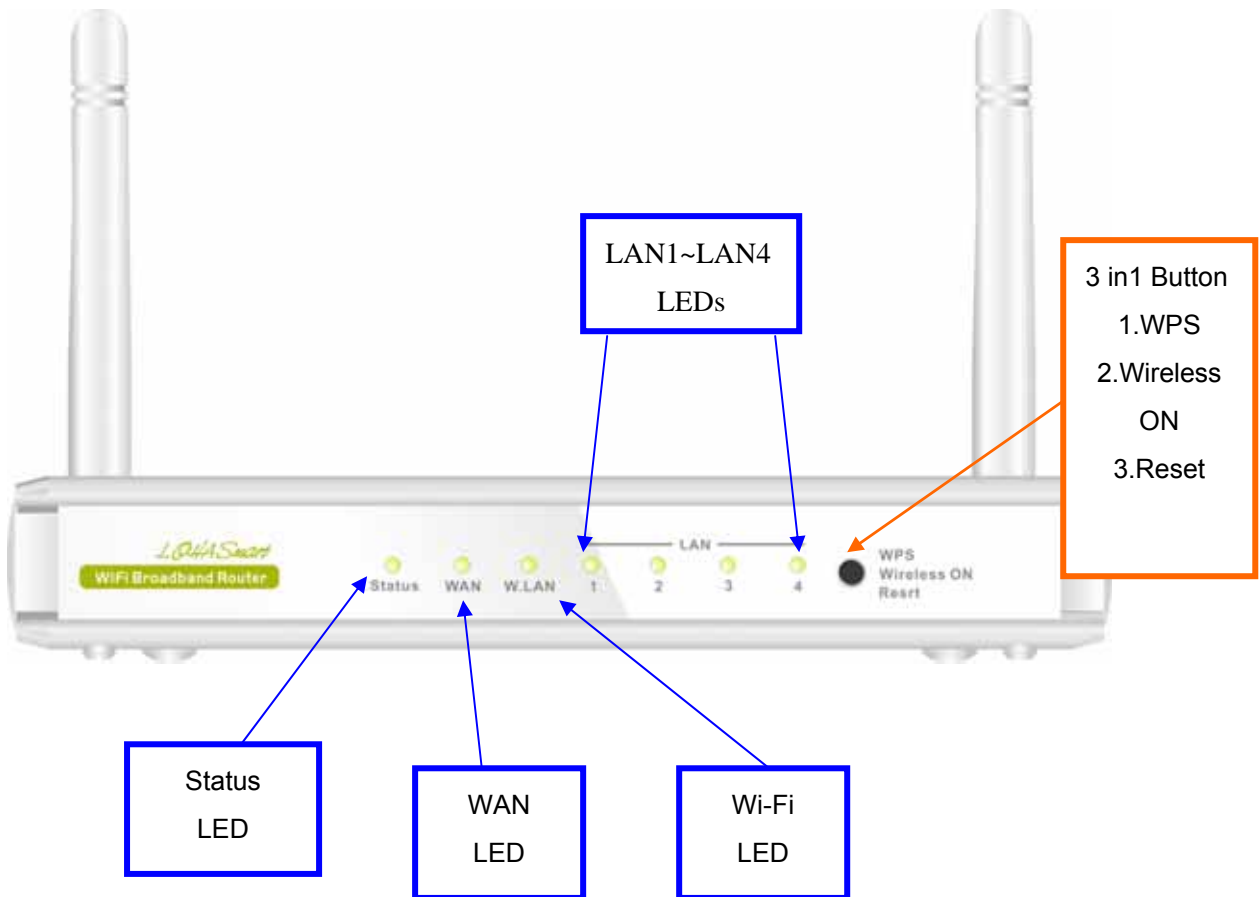 LAN1~LAN4
LEDs
3 in1 Button
1.WPS
2.Wireless
ON
3.Reset
LOHASmart
WiFi Broadband Router
Status
WAN
W.LAN
LAN
1
2
3
4
WPS
Wireless ON
Resrt
Status
LED
WAN
LED
Wi-Fi
LED